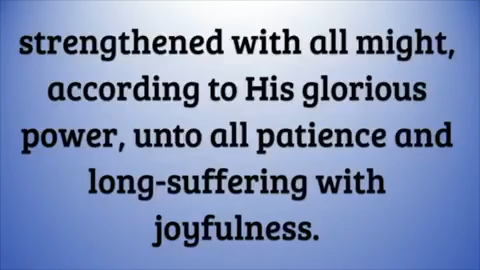 strengthened with all might,
according to His glorious
power, unto all patience and
long-suffering with
joyfulness.